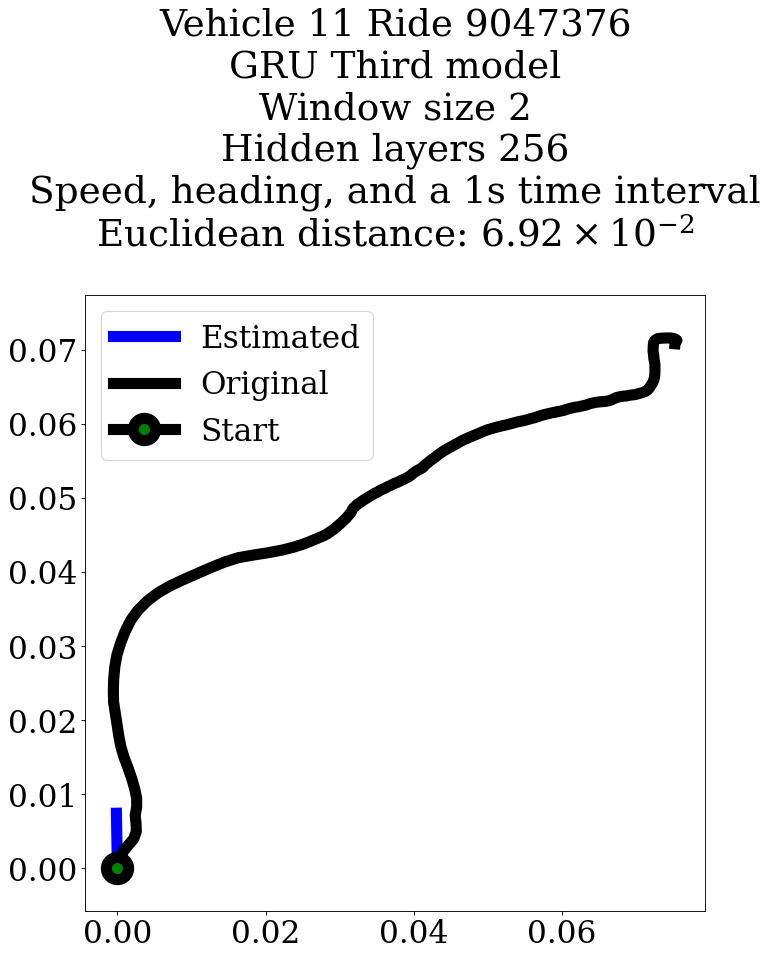 Vehicle 11 Ride 9047376
GRU Third model
Window size 2
Hidden layers 256
Speed, heading, and a 1s time interval
Euclidean distance: 6.92 × 10⁻²
Estimated
Original
Start
0.07
0.06
0.05
0.04
0.03
0.02
0.01
0.00
0.00 0.02 0.04 0.06